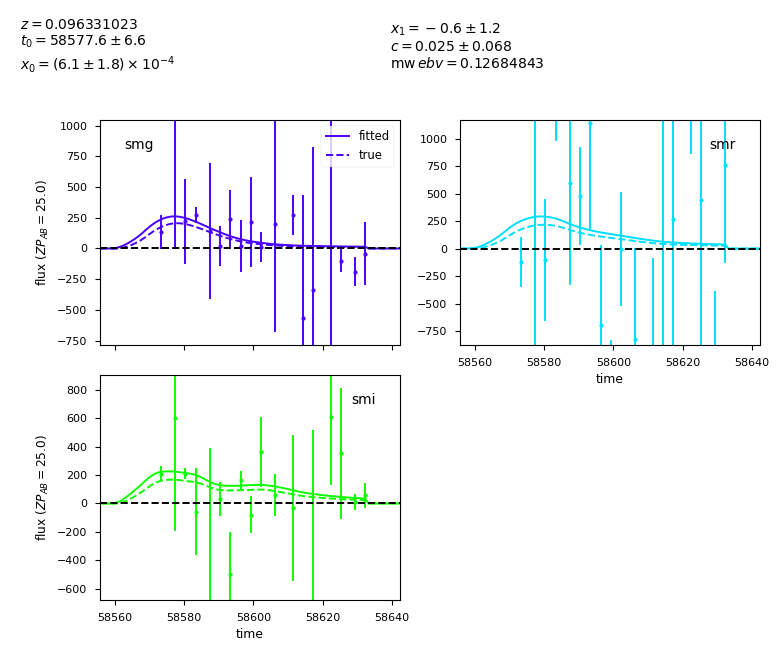 z = 0.096331023
t₀ = 58577.6 ± 6.6
x₀ = (6.1 ± 1.8) × 10⁻⁴
x₁ = −0.6 ± 1.2
c = 0.025 ± 0.068
mw ebv = 0.12684843
smg
fitted
true
1000
750
500
250
0
−250
−500
−750
flux (ZP_AB = 25.0)
smr
1000
750
500
250
0
−250
−500
−750
58560 58580 58600 58620 58640
time
smi
800
600
400
200
0
−200
−400
−600
flux (ZP_AB = 25.0)
58560 58580 58600 58620 58640
time